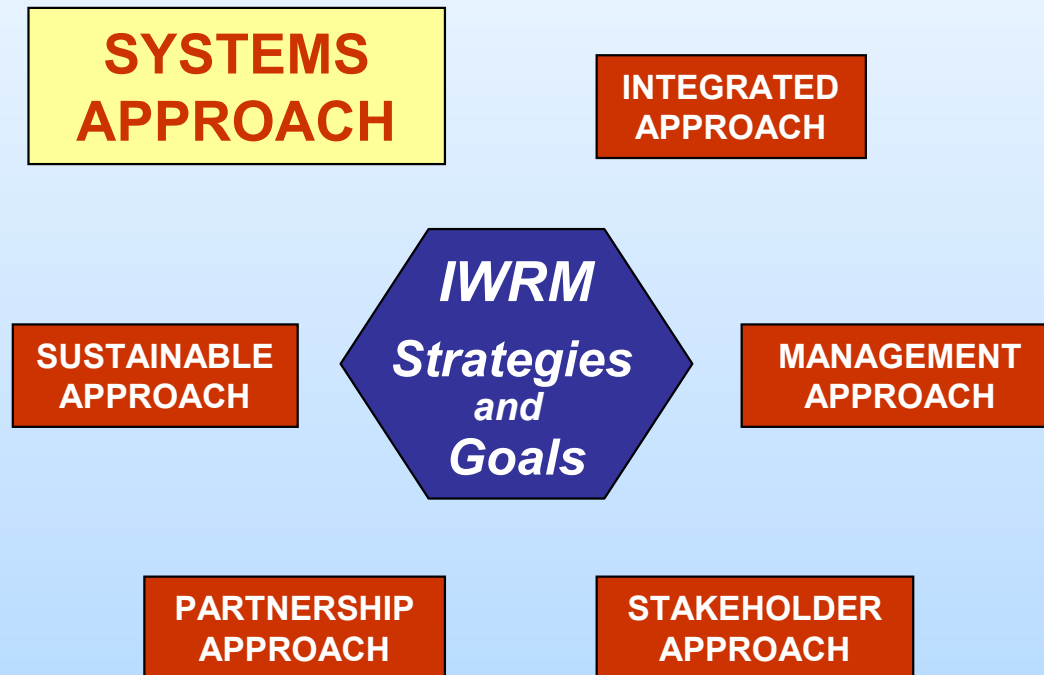 SYSTEMS
APPROACH
INTEGRATED
APPROACH
IWRM
Strategies
and
Goals
SUSTAINABLE
APPROACH
MANAGEMENT
APPROACH
PARTNERSHIP
APPROACH
STAKEHOLDER
APPROACH